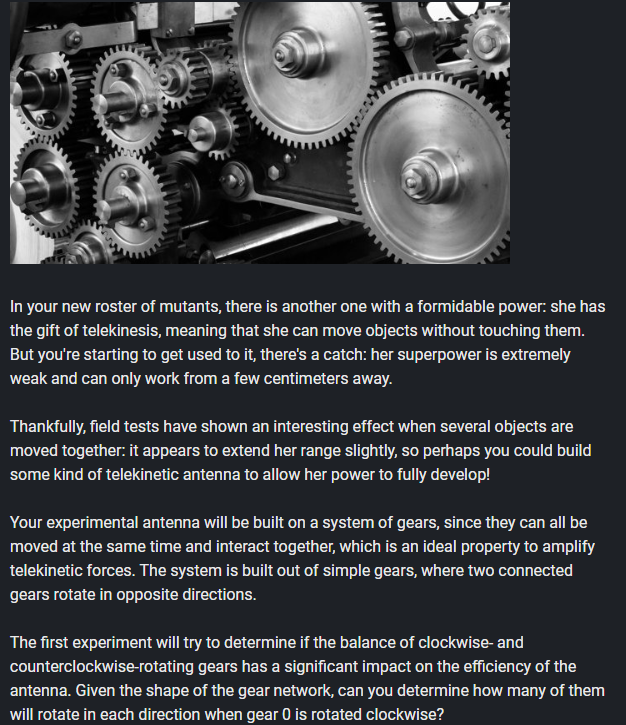 In your new roster of mutants, there is another one with a formidable power: she has
the gift of telekinesis, meaning that she can move objects without touching them.
But you're starting to get used to it, there's a catch: her superpower is extremely
weak and can only work from a few centimeters away.
Thankfully, field tests have shown an interesting effect when several objects are
moved together: it appears to extend her range slightly, so perhaps you could build
some kind of telekinetic antenna to allow her power to fully develop!
Your experimental antenna will be built on a system of gears, since they can all be
moved at the same time and interact together, which is an ideal property to amplify
telekinetic forces. The system is built out of simple gears, where two connected
gears rotate in opposite directions.
The first experiment will try to determine if the balance of clockwise- and
counterclockwise-rotating gears has a significant impact on the efficiency of the
antenna. Given the shape of the gear network, can you determine how many of them
will rotate in each direction when gear 0 is rotated clockwise?